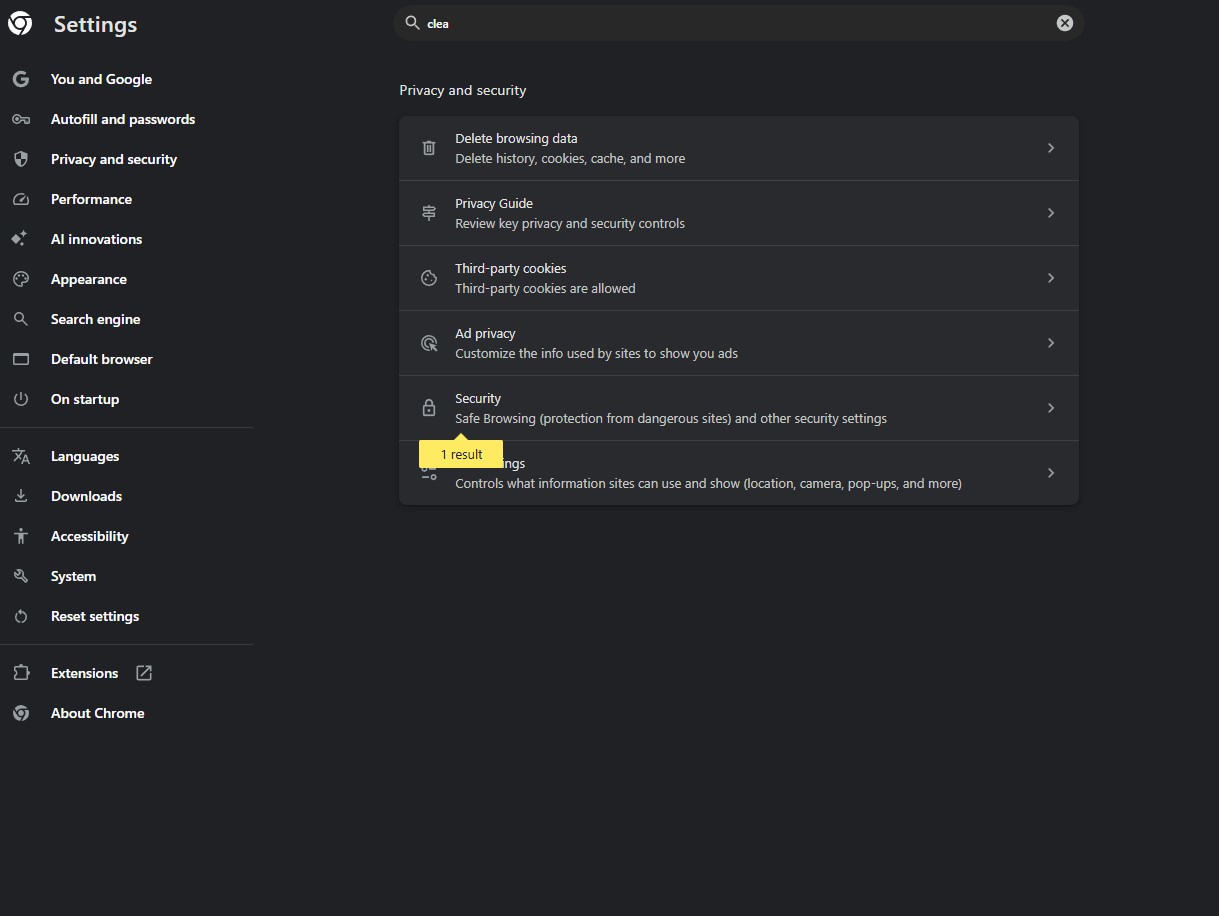 Settings
clea
You and Google
Autofill and passwords
Privacy and security
Performance
AI innovations
Appearance
Search engine
Default browser
On startup
Languages
Downloads
Accessibility
System
Reset settings
Extensions
About Chrome
Privacy and security
Delete browsing data
Delete history, cookies, cache, and more
Privacy Guide
Review key privacy and security controls
Third-party cookies
Third-party cookies are allowed
Ad privacy
Customize the info used by sites to show you ads
Security
Safe Browsing (protection from dangerous sites) and other security settings
1 result
Controls what information sites can use and show (location, camera, pop-ups, and more)